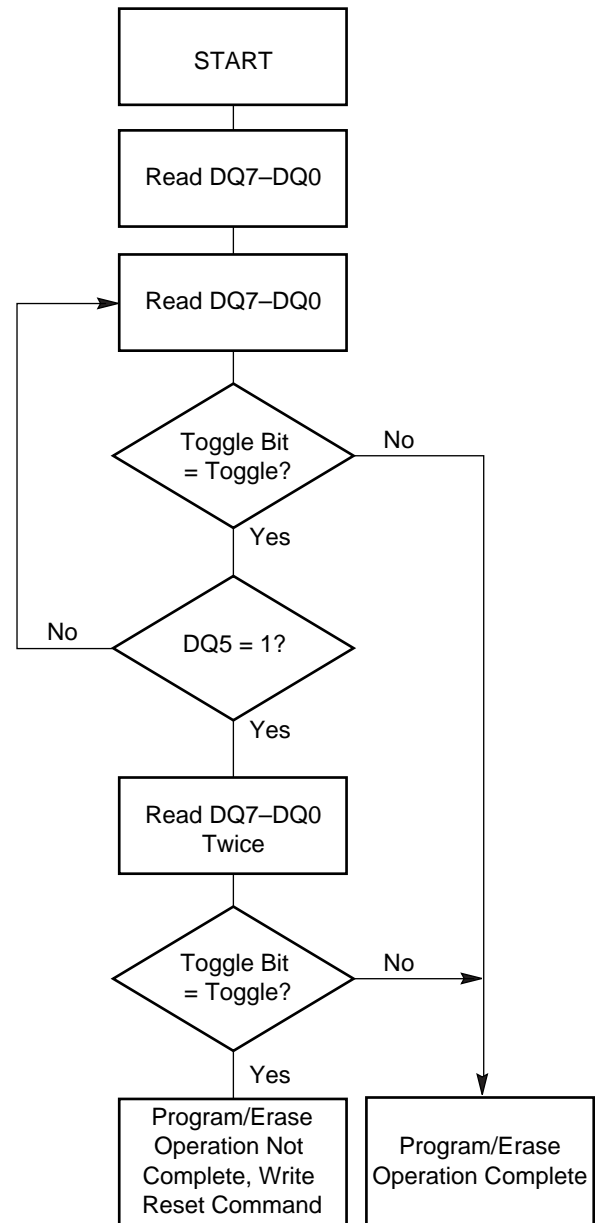 START
Read DQ7–DQ0
Read DQ7–DQ0
Toggle Bit
= Toggle?
No
Yes
No
DQ5 = 1?
Yes
Read DQ7–DQ0
Twice
Toggle Bit
= Toggle?
No
Yes
Program/Erase
Operation Not
Complete, Write
Reset Command
Program/Erase
Operation Complete